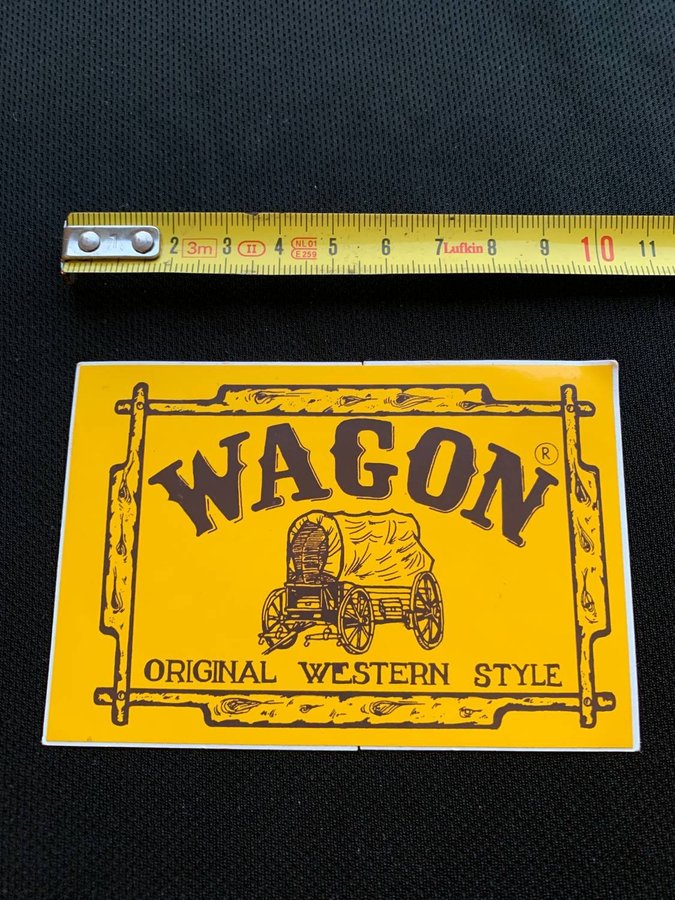 2 3m 3 II 4 NL 01 5 6 7 Lufkin 8 9 10 11
E 259
WAGON ®
ORIGINAL WESTERN STYLE